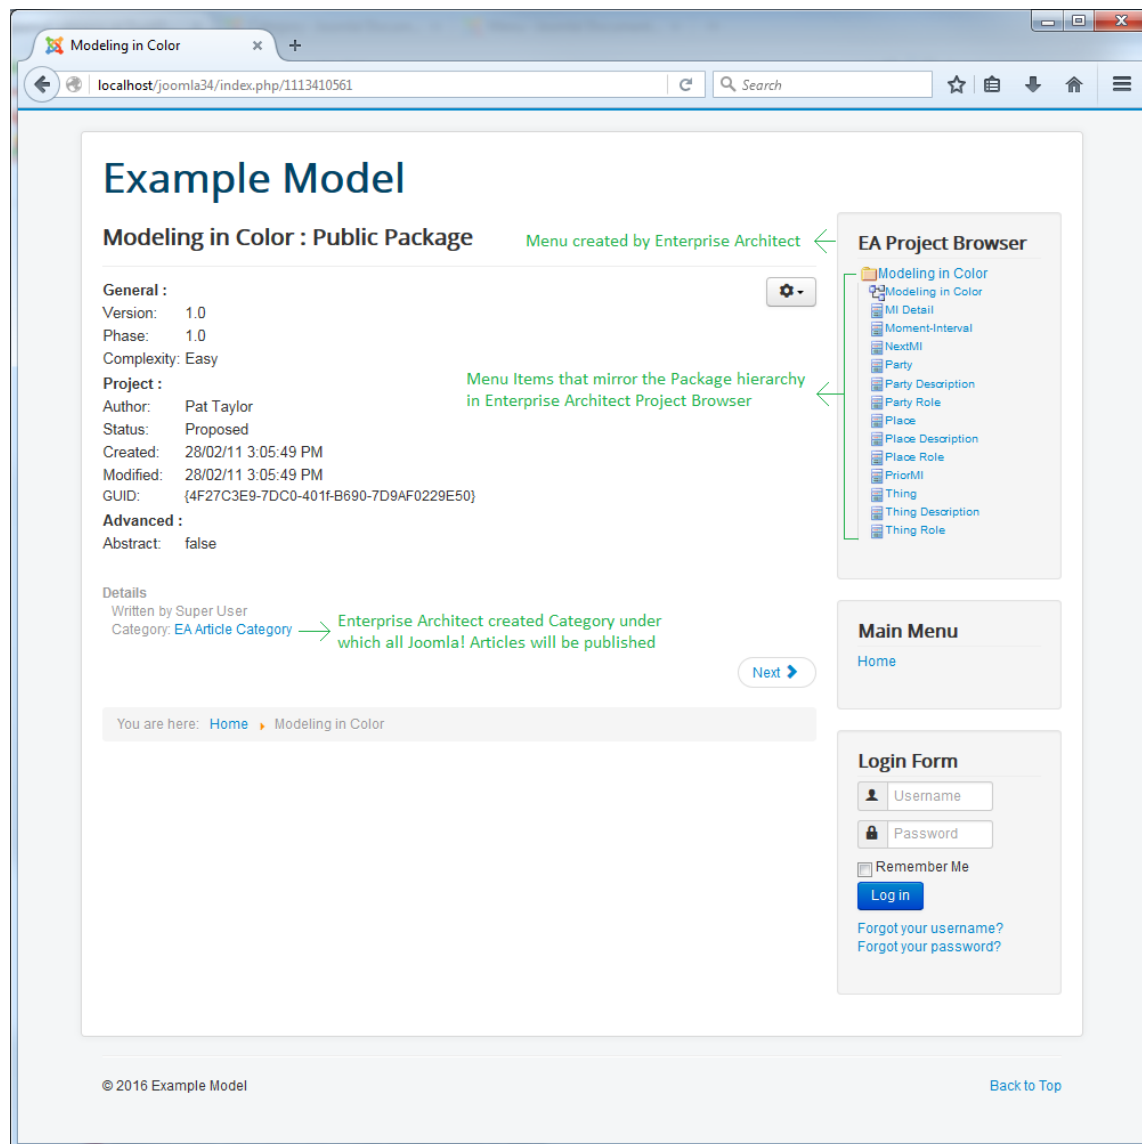 Modeling in Color
localhost/joomla34/index.php/1113410561
Search
Example Model
Modeling in Color : Public Package
Menu created by Enterprise Architect
General :
Version: 1.0
Phase: 1.0
Complexity: Easy
Project :
Author: Pat Taylor
Status: Proposed
Created: 28/02/11 3:05:49 PM
Modified: 28/02/11 3:05:49 PM
GUID: {4F27C3E9-7DC0-401f-B690-7D9AF0229E50}
Advanced :
Abstract: false
Menu Items that mirror the Package hierarchy
in Enterprise Architect Project Browser
Details
Written by Super User
Category: EA Article Category
Enterprise Architect created Category under
which all Joomla! Articles will be published
Next
You are here: Home Modeling in Color
EA Project Browser
Modeling in Color
Modeling in Color
MI Detail
Moment-Interval
NextMI
Party
Party Description
Party Role
Place
Place Description
Place Role
PriorMI
Thing
Thing Description
Thing Role
Main Menu
Home
Login Form
Username
Password
Remember Me
Log in
Forgot your username?
Forgot your password?
© 2016 Example Model
Back to Top